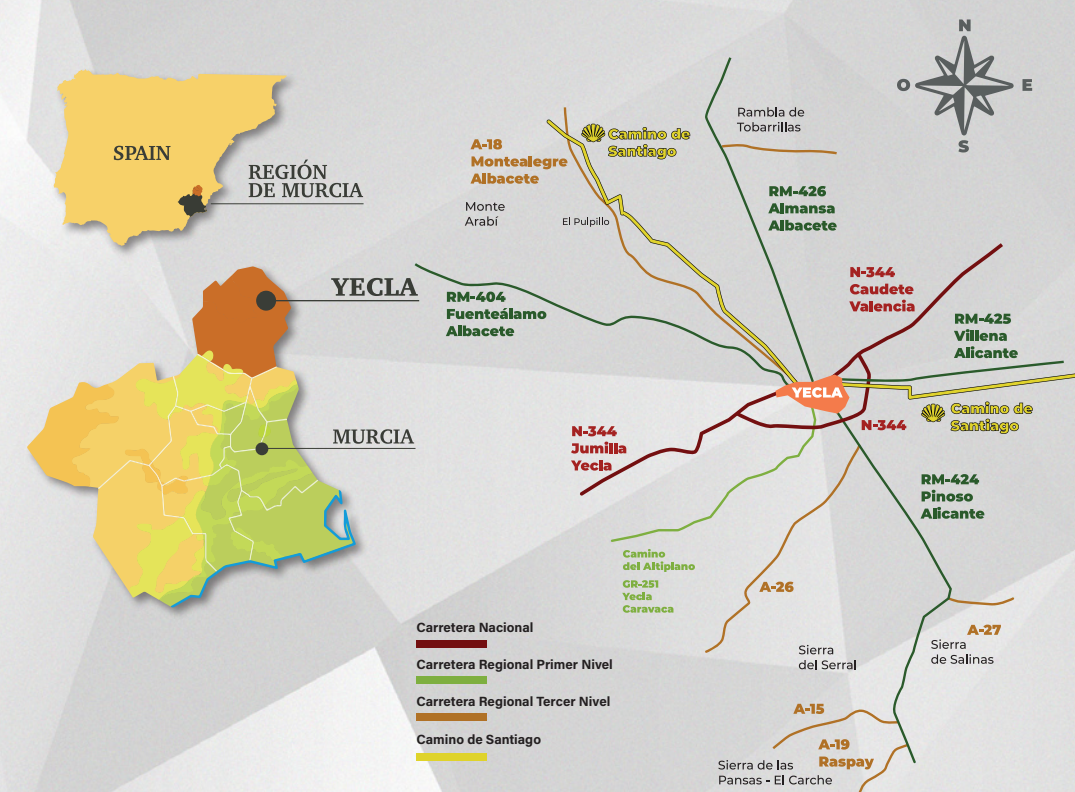 SPAIN
REGIÓN
DE MURCIA
YECLA
MURCIA
N
O
E
S
A-18
Montealegre
Albacete
Camino de
Santiago
Rambla de
Tobarrillas
Monte
Arabí
El Pulpillo
RM-426
Almansa
Albacete
RM-404
Fuenteálamo
Albacete
N-344
Caudete
Valencia
RM-425
Villena
Alicante
YECLA
Camino de
Santiago
N-344
N-344
Jumilla
Yecla
RM-424
Pinoso
Alicante
Camino
del Altiplano
GR-251
Yecla
Caravaca
A-26
A-27
Sierra
de Salinas
Sierra
del Serral
A-15
A-19
Raspay
Sierra de las
Pansas - El Carche
Carretera Nacional
Carretera Regional Primer Nivel
Carretera Regional Tercer Nivel
Camino de Santiago